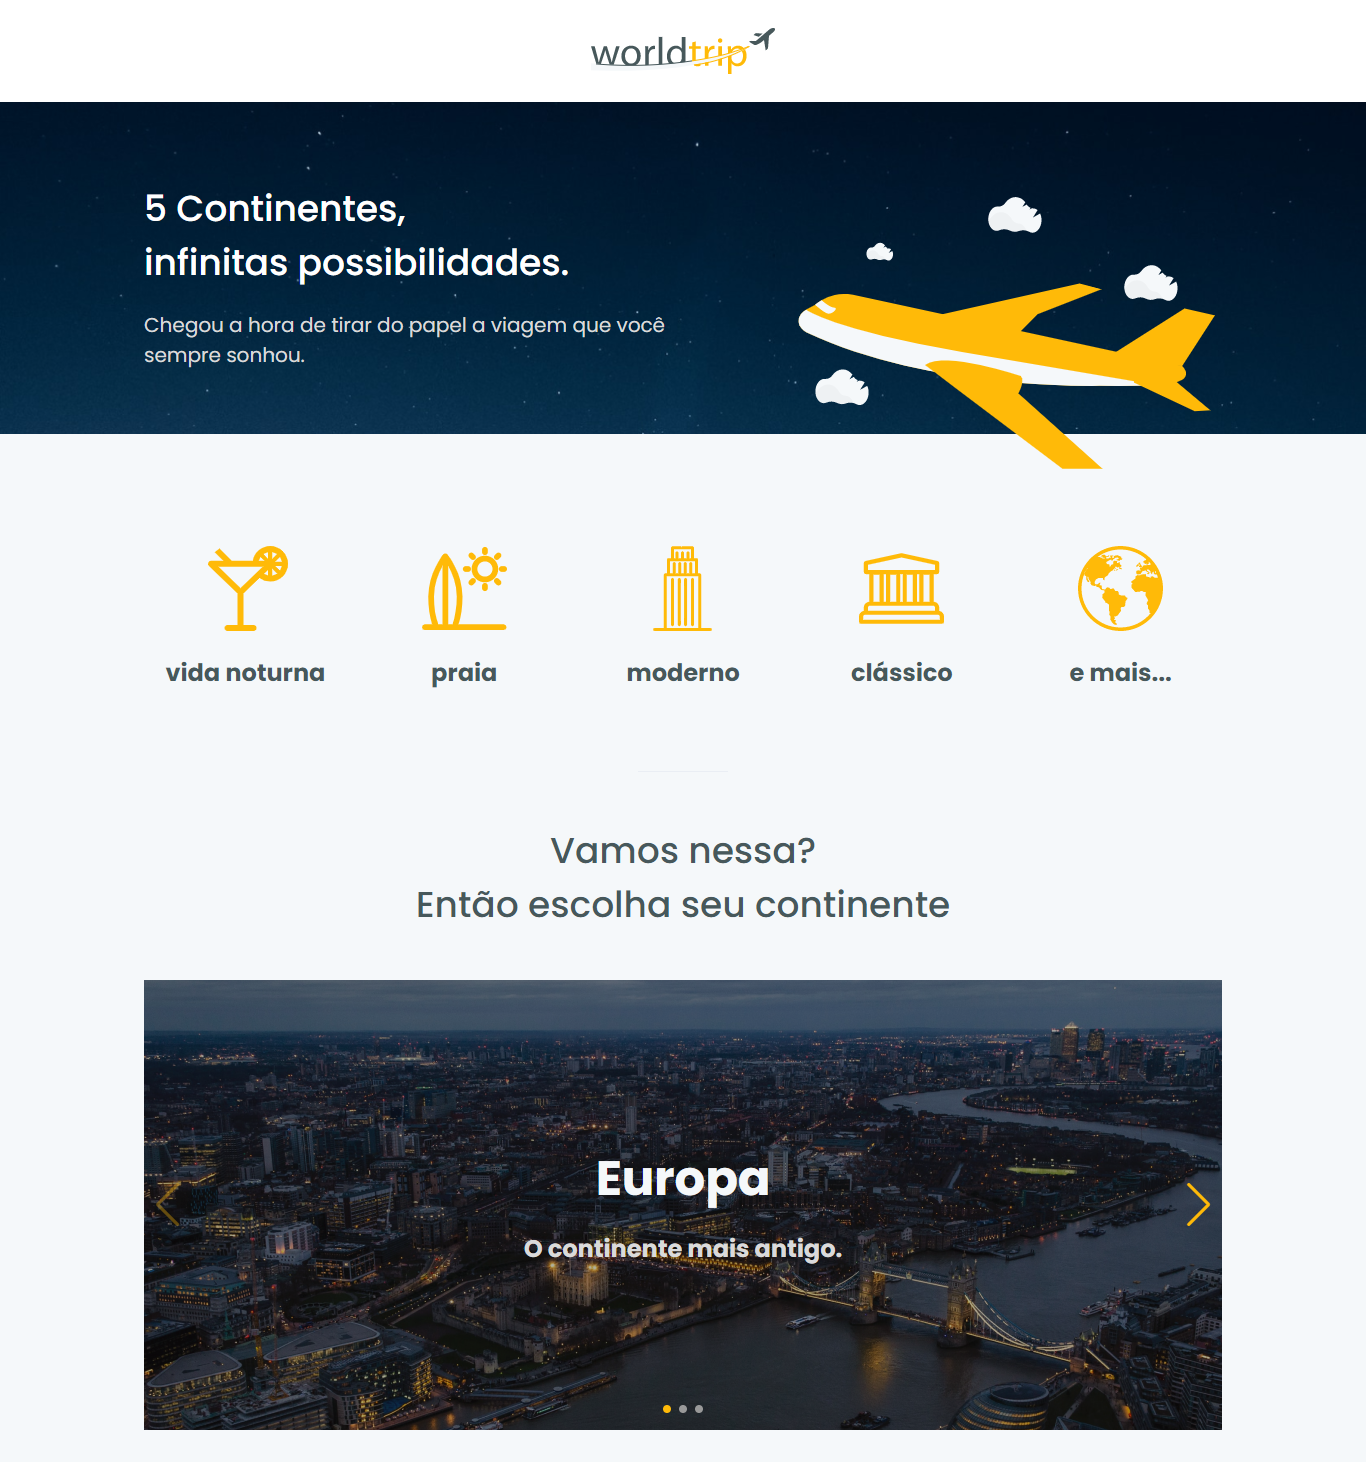 worldtrip
5 Continentes,
infinitas possibilidades.
Chegou a hora de tirar do papel a viagem que você
sempre sonhou.
vida noturna
praia
moderno
clássico
e mais...
Vamos nessa?
Então escolha seu continente
Europa
O continente mais antigo.